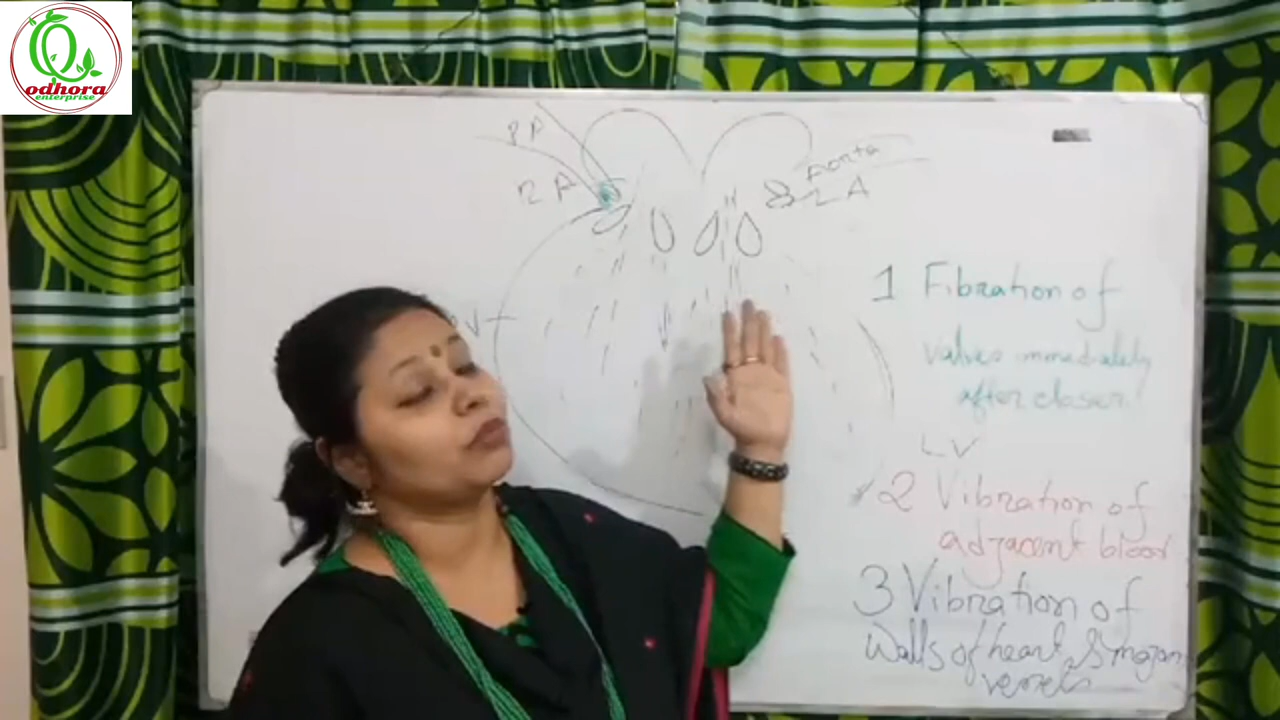 odhora
enterprise
PA
RA
Aorta
LA
V
1 Fibration of
valves immediately
after closer
LV
2 Vibration of
adjacent blood
3 Vibration of
Walls of heart & major
vessels